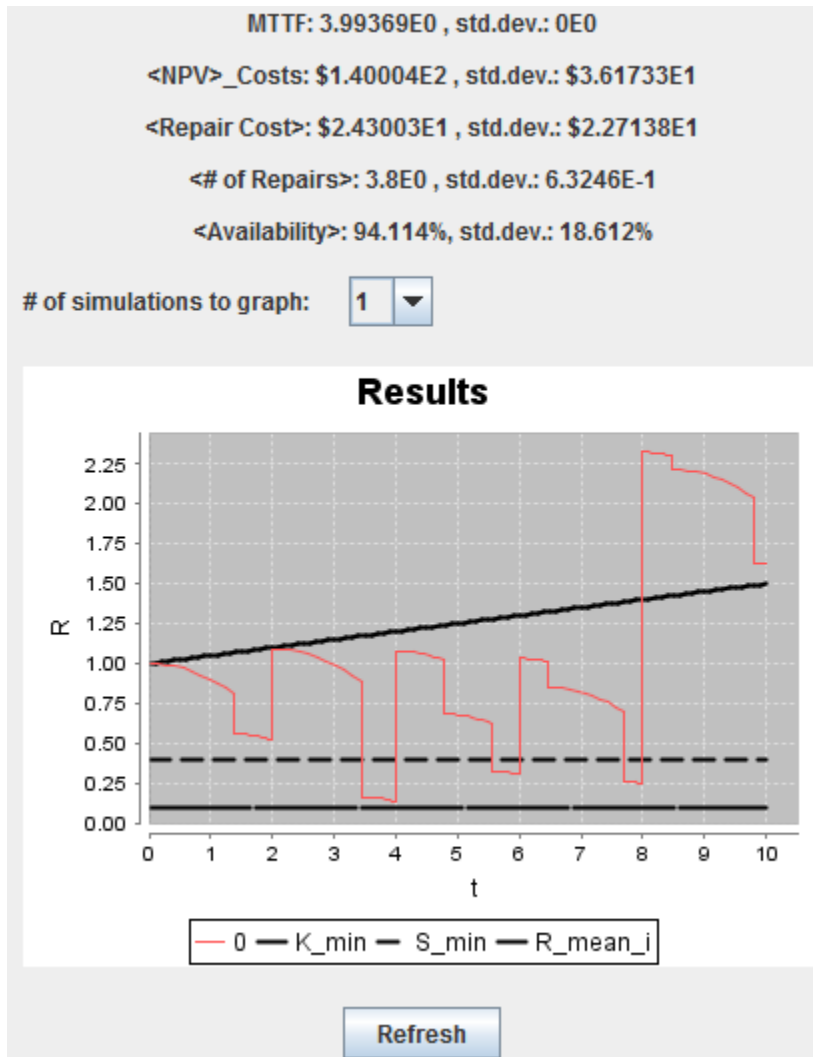 MTTF: 3.99369E0 , std.dev.: 0E0
<NPV>_Costs: $1.40004E2 , std.dev.: $3.61733E1
<Repair Cost>: $2.43003E1 , std.dev.: $2.27138E1
<# of Repairs>: 3.8E0 , std.dev.: 6.3246E-1
<Availability>: 94.114%, std.dev.: 18.612%
# of simulations to graph: 1
Results
2.25
2.00
1.75
1.50
1.25
1.00
0.75
0.50
0.25
0.00
R
0 1 2 3 4 5 6 7 8 9 10
t
0 K_min S_min R_mean_i
Refresh